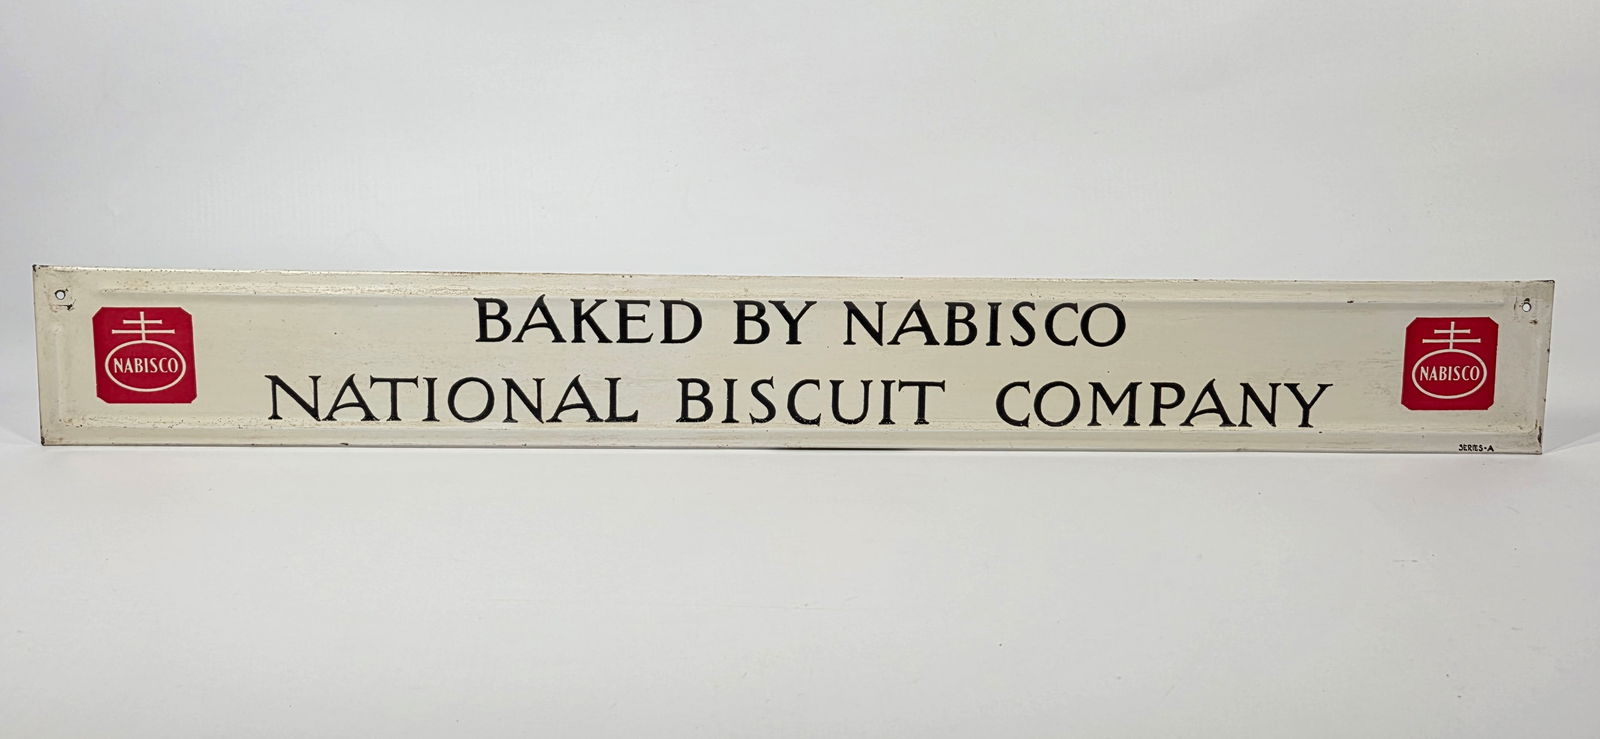 BAKED BY NABISCO
NATIONAL BISCUIT COMPANY
NABISCO
NABISCO
SERIES-A